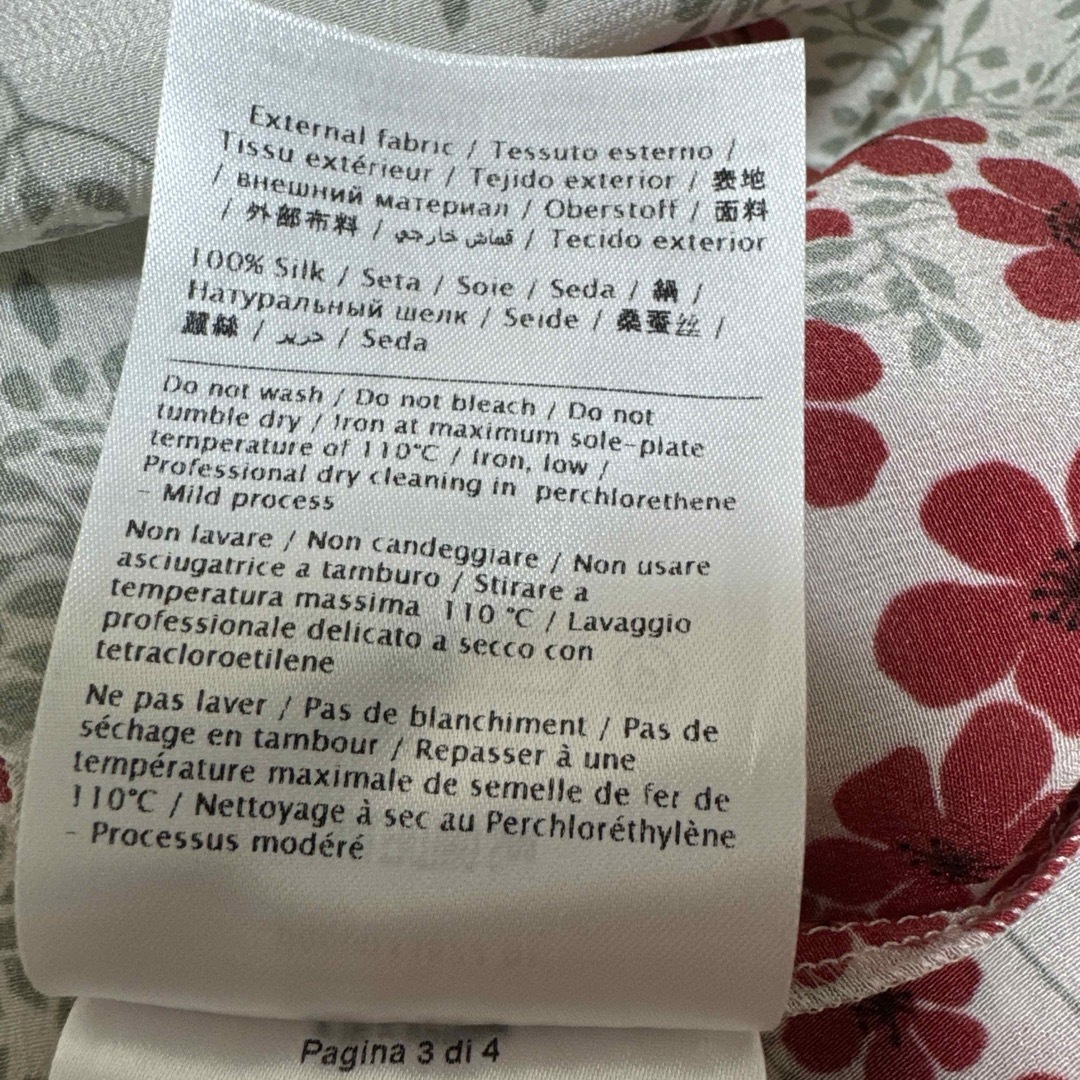 External fabric / Tessuto esterno /
Tissu extérieur / Tejido exterior / 表地
/ внешний материал / Oberstoff / 面料
/ 外部布料 / قماش خارجي / Tecido exterior
100% Silk / Seta / Soie / Seda / 絹 /
Натуральный шелк / Seide / 桑蚕丝 /
蠶絲 / حرير / Seda
Do not wash / Do not bleach / Do not
tumble dry / Iron at maximum sole-plate
temperature of 110°C / Iron, low /
Professional dry cleaning in perchlorethene
- Mild process
Non lavare / Non candeggiare / Non usare
asciugatrice a tamburo / Stirare a
temperatura massima 110 °C / Lavaggio
professionale delicato a secco con
tetracloroetilene
Ne pas laver / Pas de blanchiment / Pas de
séchage en tambour / Repasser à une
température maximale de semelle de fer de
110°C / Nettoyage à sec au Perchloréthylène
- Processus modéré
Pagina 3 di 4